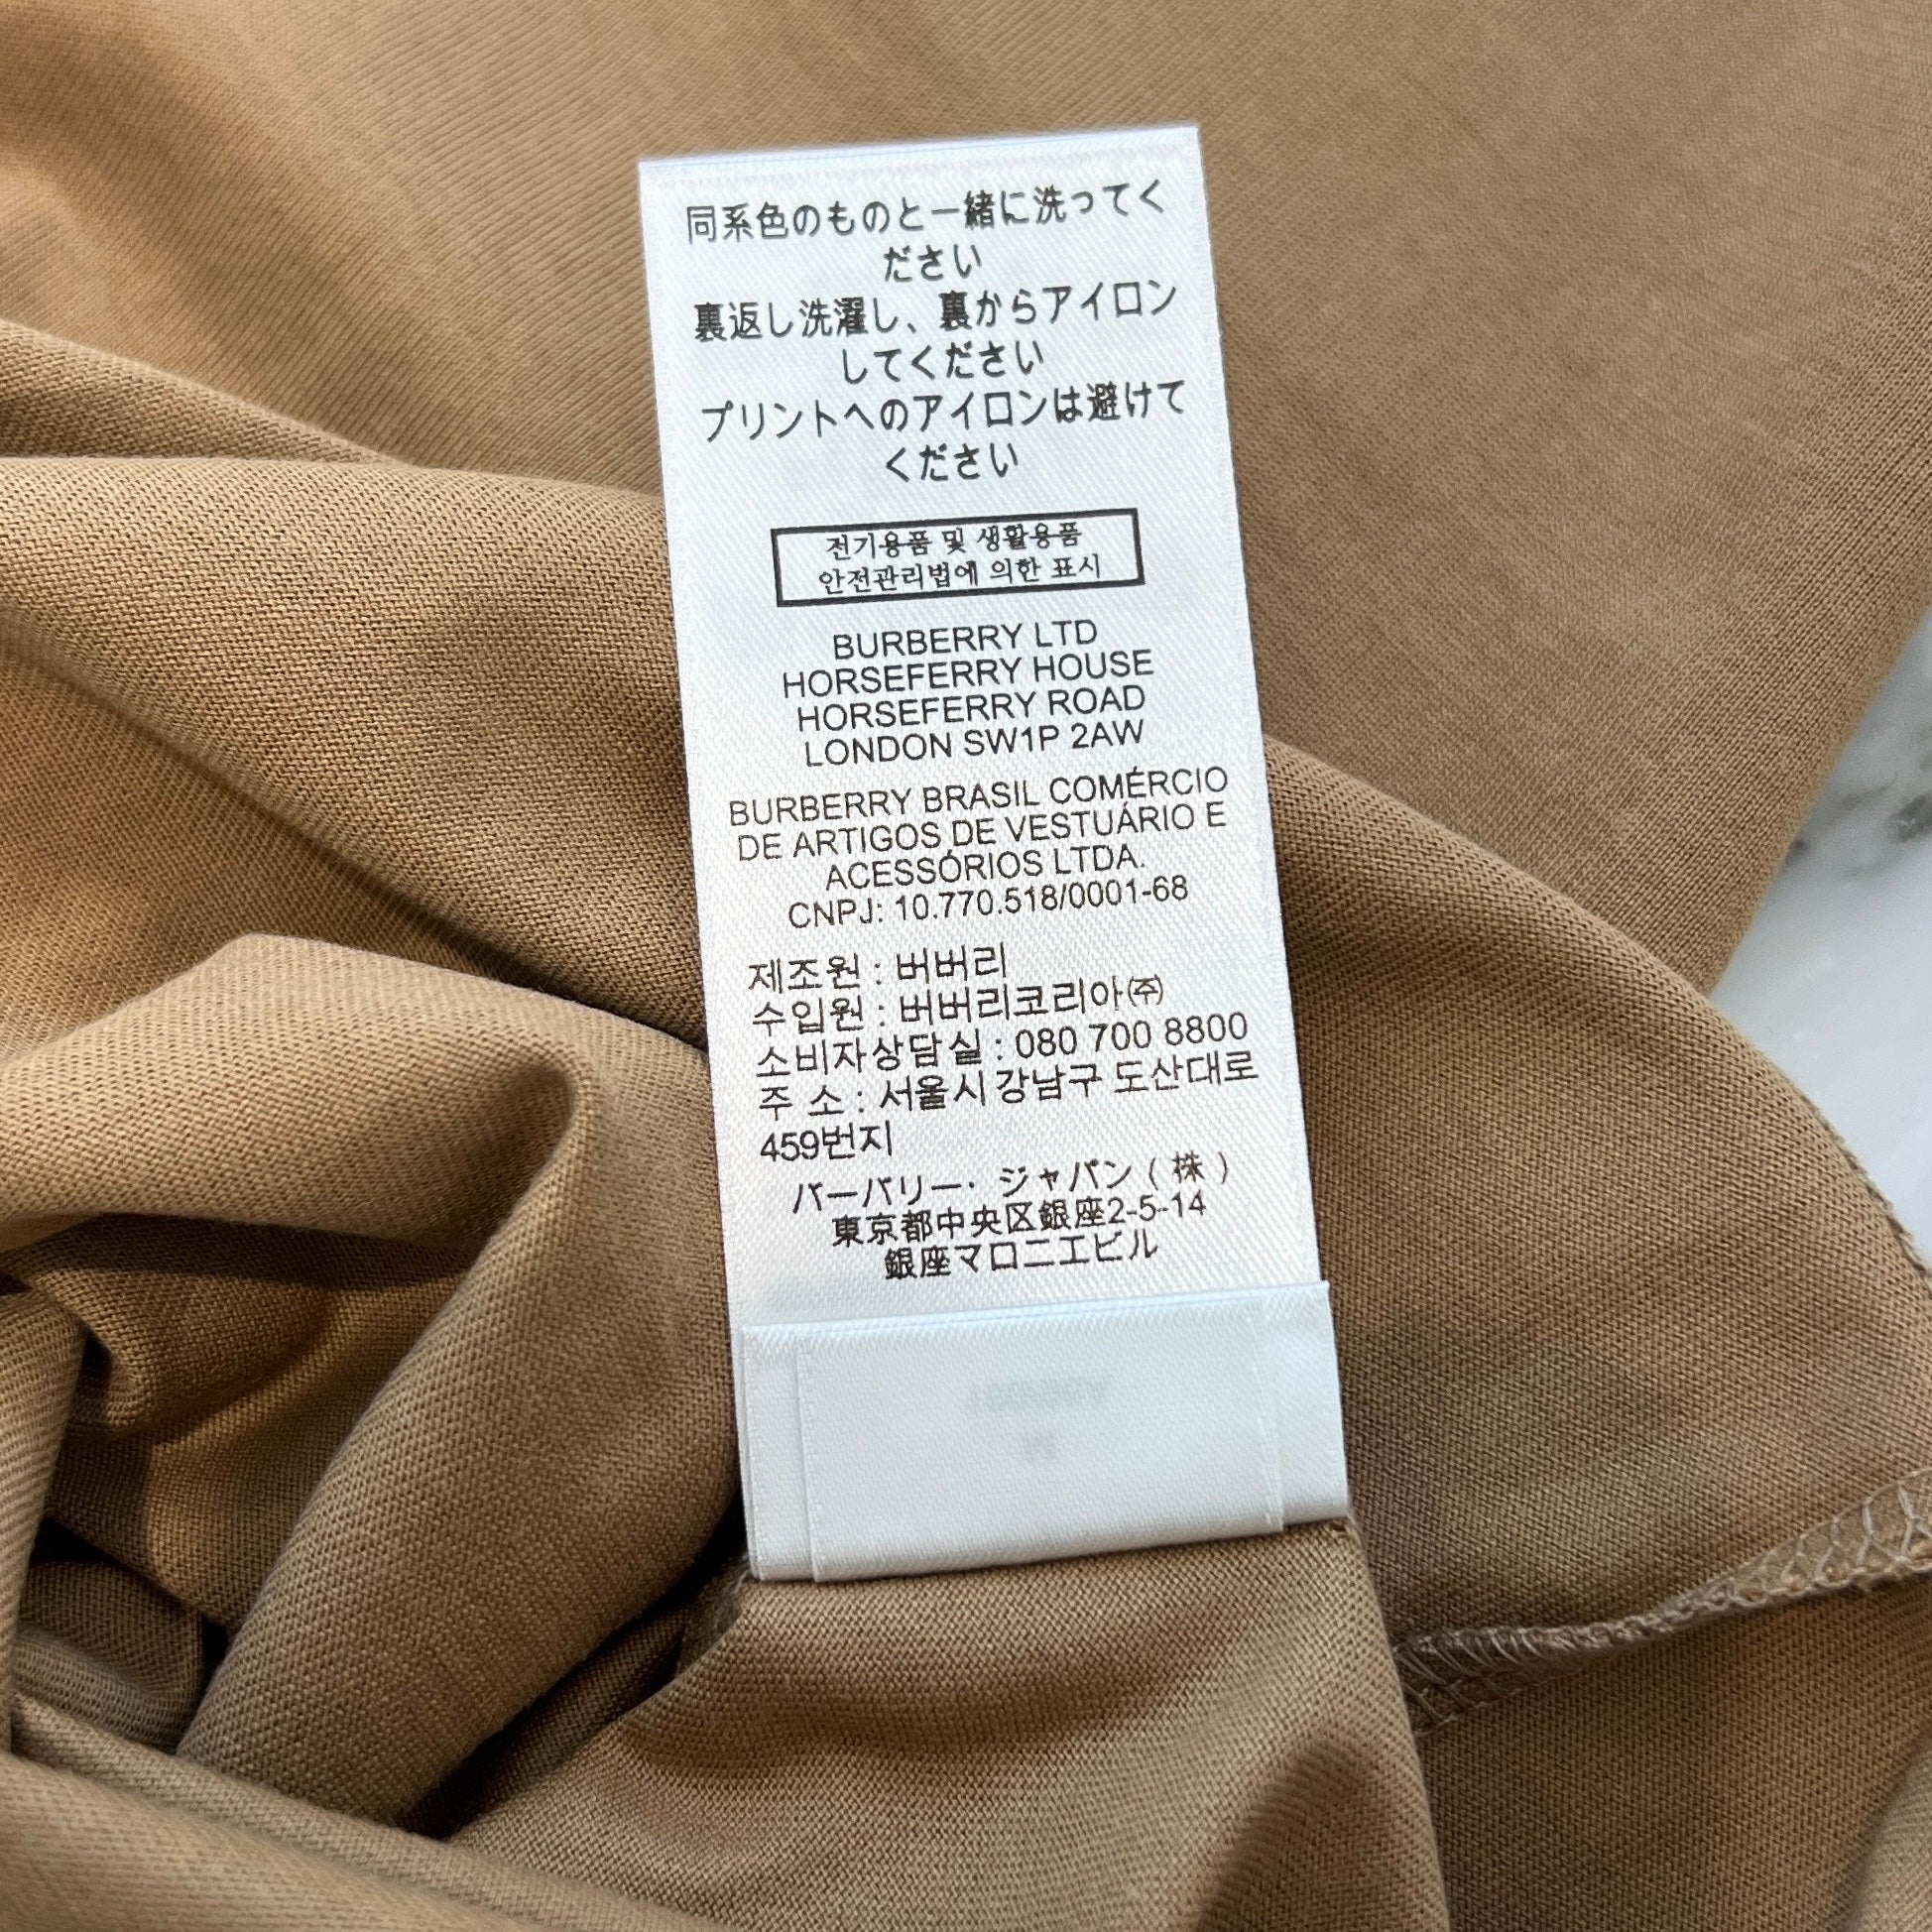 同系色のものと一緒に洗ってく
ださい
裏返し洗濯し、裏からアイロン
してください
プリントへのアイロンは避けて
ください
전기용품 및 생활용품
안전관리법에 의한 표시
BURBERRY LTD
HORSEFERRY HOUSE
HORSEFERRY ROAD
LONDON SW1P 2AW
BURBERRY BRASIL COMÉRCIO
DE ARTIGOS DE VESTUÁRIO E
ACESSÓRIOS LTDA.
CNPJ: 10.770.518/0001-68
제조원 : 버버리
수입원 : 버버리코리아㈜
소비자상담실 : 080 700 8800
주 소 : 서울시 강남구 도산대로
459번지
バーバリー・ジャパン ( 株 )
東京都中央区銀座2-5-14
銀座マロニエビル